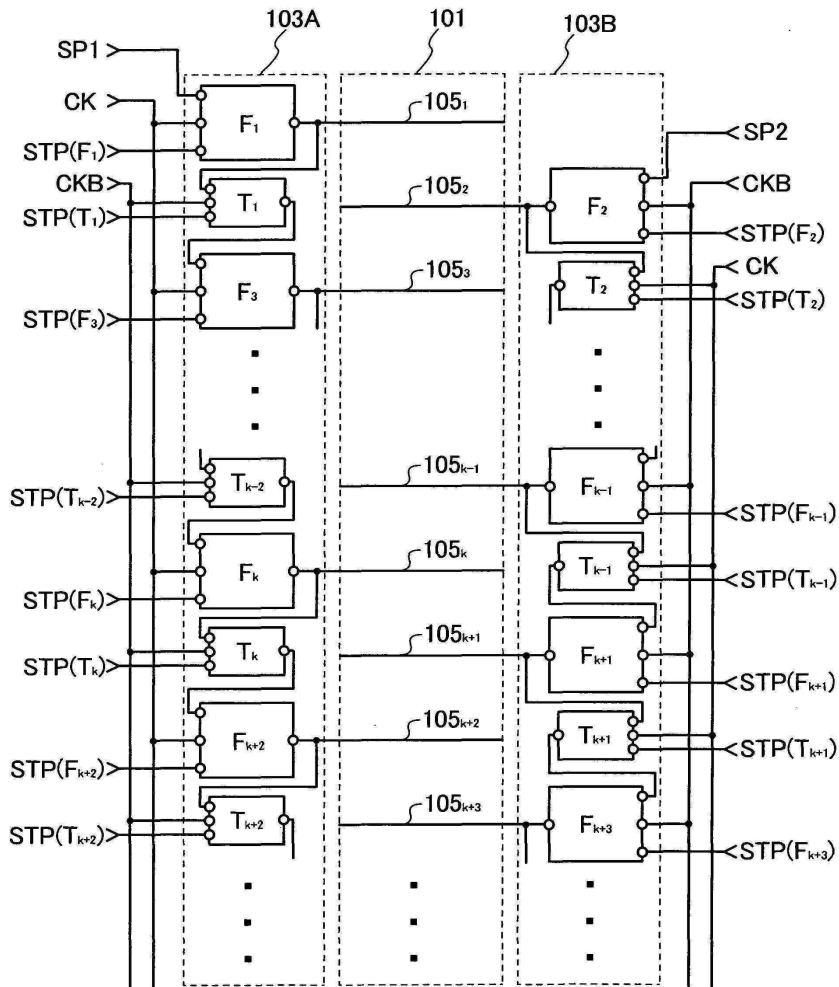 103A
101
103B
SP1
CK
F₁
105₁
SP2
STP(F₁)
CKB
T₁
105₂
F₂
CKB
STP(T₁)
STP(F₂)
CK
F₃
105₃
T₂
STP(T₂)
STP(F₃)
Tₖ₋₂
105ₖ₋₁
Fₖ₋₁
STP(Tₖ₋₂)
STP(Fₖ₋₁)
Fₖ
105ₖ
Tₖ₋₁
STP(Tₖ₋₁)
STP(Fₖ)
Tₖ
105ₖ₊₁
Fₖ₊₁
STP(Tₖ)
STP(Fₖ₊₁)
Fₖ₊₂
105ₖ₊₂
Tₖ₊₁
STP(Tₖ₊₁)
STP(Fₖ₊₂)
Tₖ₊₂
105ₖ₊₃
Fₖ₊₃
STP(Tₖ₊₂)
STP(Fₖ₊₃)